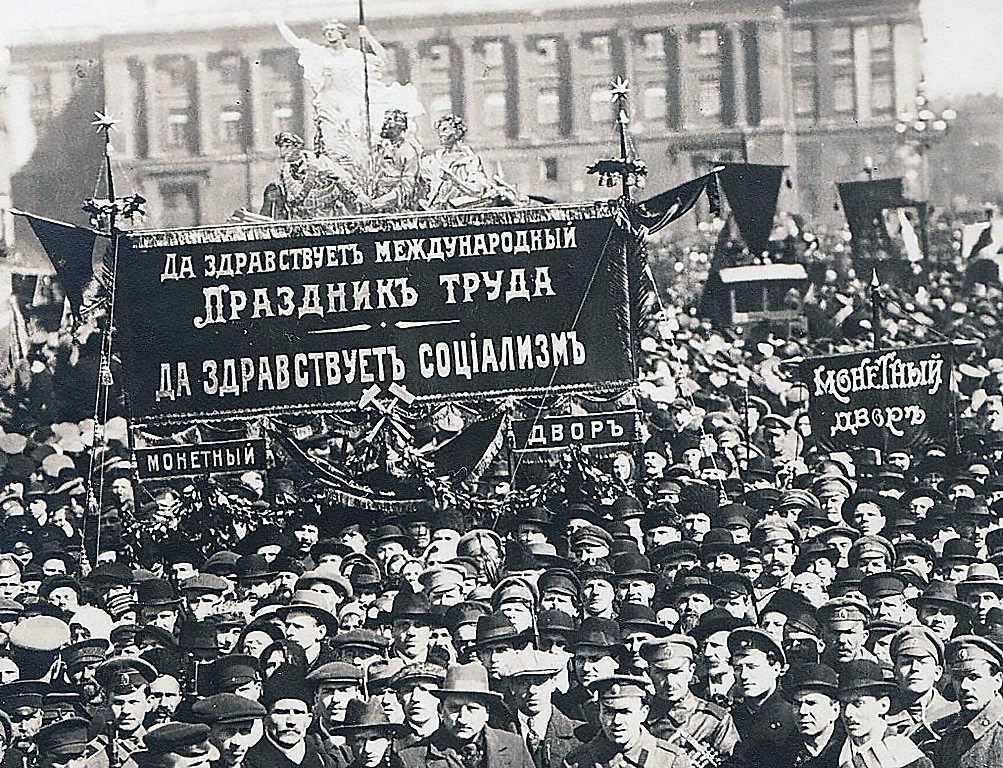 Да здравствуетъ международный
Праздникъ труда
да здравствуетъ соціализмъ
Монетный
дворъ
Монетный
дворъ